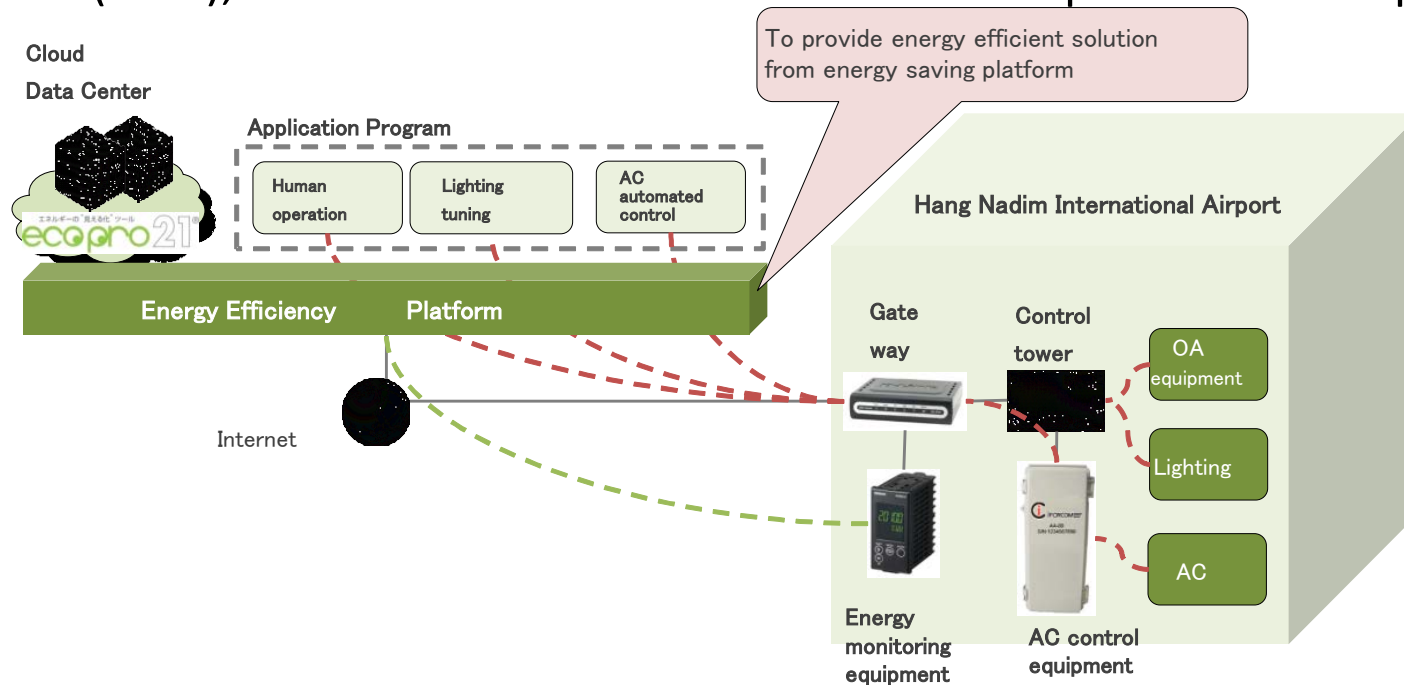 Cloud
Data Center
To provide energy efficient solution
from energy saving platform
Application Program
Human
operation
Lighting
tuning
AC
automated
control
エネルギーの"見える化"ツール
ecopro21®
Energy Efficiency Platform
Hang Nadim International Airport
Gate
way
Control
tower
OA
equipment
Internet
Lighting
AC
Energy
monitoring
equipment
AC control
equipment